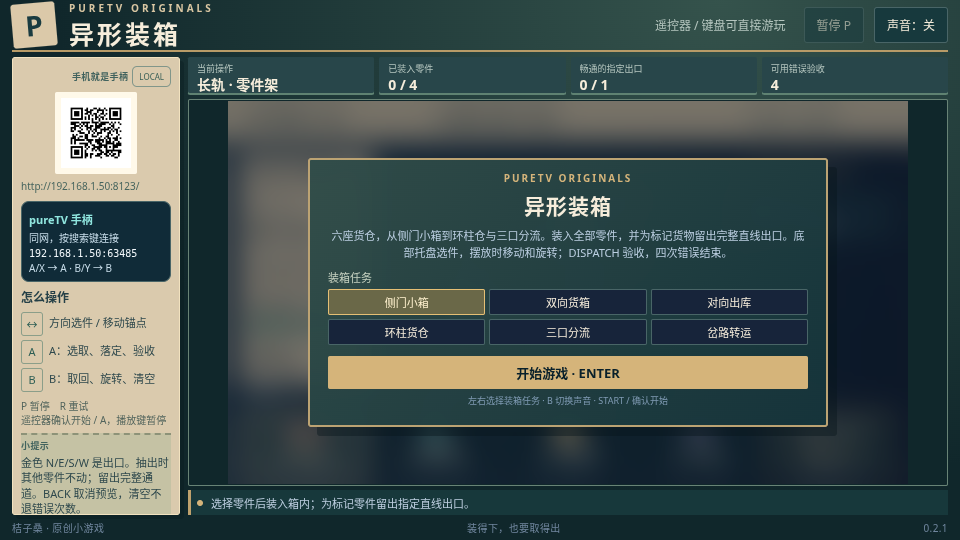 P
PURETV ORIGINALS
异形装箱
遥控器 / 键盘可直接游玩
暂停 P
声音：关
手机就是手柄
LOCAL
http://192.168.1.50:8123/
pureTV 手柄
同网，按搜索键连接
192.168.1.50:63485
A/X → A · B/Y → B
怎么操作
↔ 方向选件 / 移动锚点
A A：选取、落定、验收
B B：取回、旋转、清空
P 暂停 R 重试
遥控器确认开始 / A，播放键暂停
小提示
金色 N/E/S/W 是出口。抽出时
其他零件不动；留出完整通
道。BACK 取消预览，清空不
退错误次数。
当前操作
长轨 · 零件架
已装入零件
0 / 4
畅通的指定出口
0 / 1
可用错误验收
4
PURETV ORIGINALS
异形装箱
六座货仓，从侧门小箱到环柱仓与三口分流。装入全部零件，并为标记货物留出完整直线出口。底
部托盘选件，摆放时移动和旋转；DISPATCH 验收，四次错误结束。
装箱任务
侧门小箱
双向货箱
对向出库
环柱货仓
三口分流
岔路转运
开始游戏 · ENTER
左右选择装箱任务 · B 切换声音 · START / 确认开始
选择零件后装入箱内；为标记零件留出指定直线出口。
桔子桑 · 原创小游戏
装得下，也要取得出
0.2.1